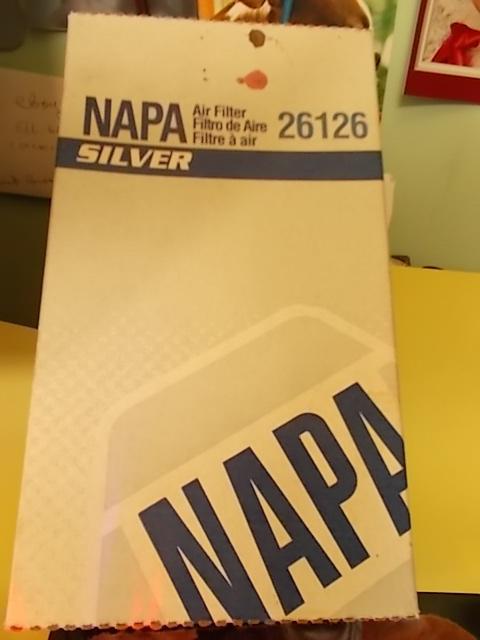 NAPA
Air Filter
Filtro de Aire
Filtre à air
26126
SILVER
NAPA